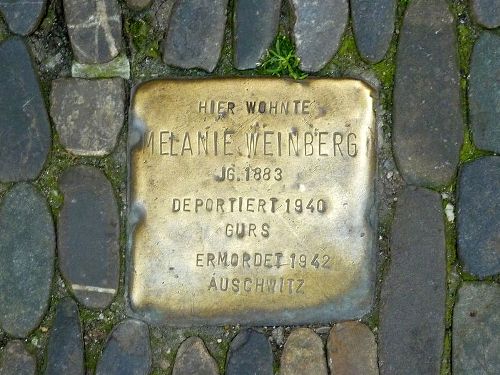 HIER WOHNTE
MELANIE WEINBERG
JG.1883
DEPORTIERT 1940
GURS
ERMORDET 1942
AUSCHWITZ